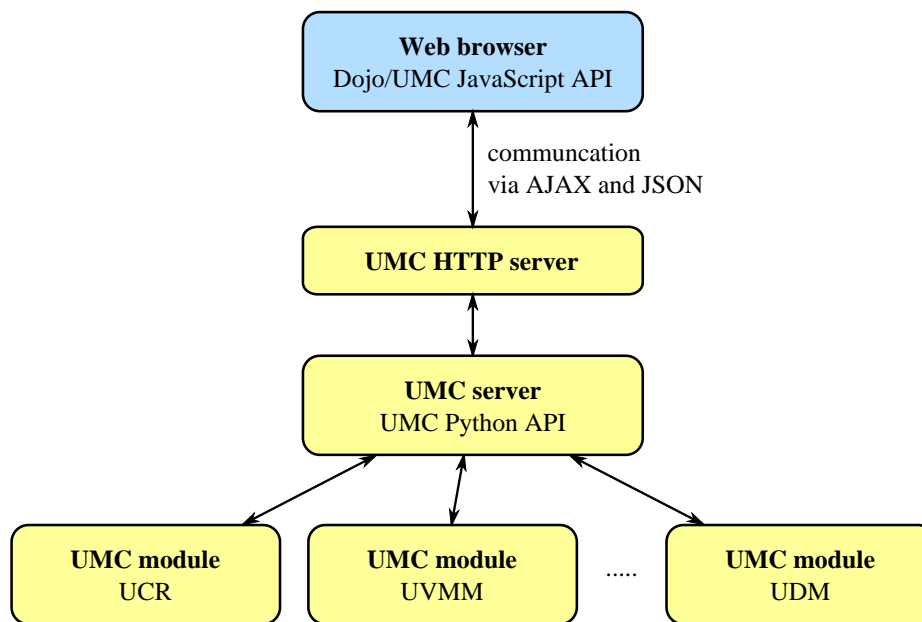 Web browser
Dojo/UMC JavaScript API
communcation
via AJAX and JSON
UMC HTTP server
UMC server
UMC Python API
UMC module
UCR
UMC module
UVMM
.....
UMC module
UDM